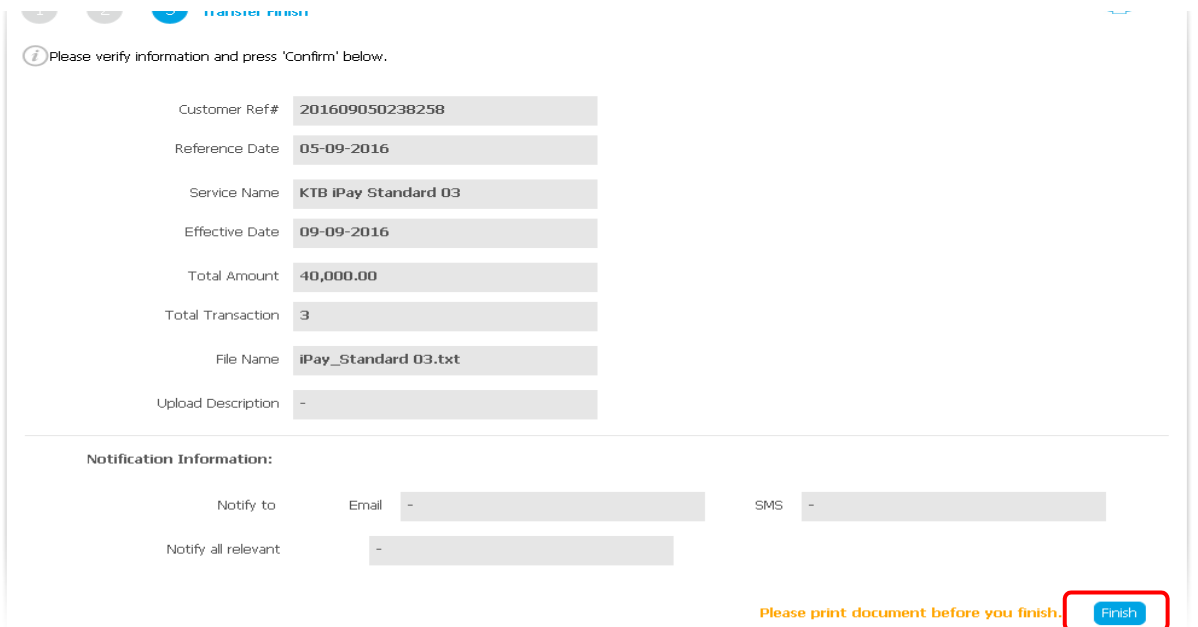 1 2 3 Transfer Finish
Please verify information and press 'Confirm' below.
Customer Ref# 201609050238258
Reference Date 05-09-2016
Service Name KTB iPay Standard 03
Effective Date 09-09-2016
Total Amount 40,000.00
Total Transaction 3
File Name iPay_Standard 03.txt
Upload Description -
Notification Information:
Notify to Email - SMS -
Notify all relevant -
Please print document before you finish. Finish